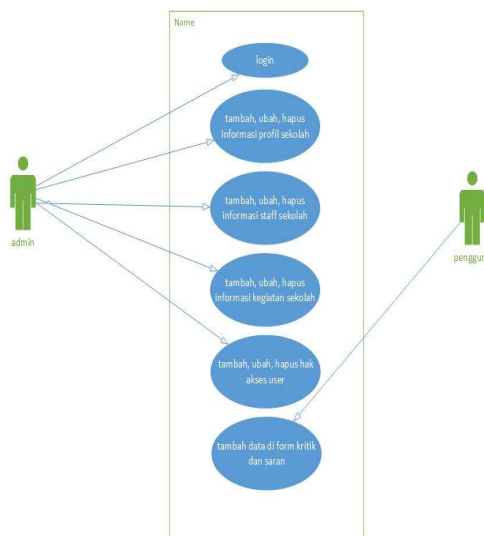 Name
login
tambah, ubah, hapus
informasi profil sekolah
tambah, ubah, hapus
informasi staff sekolah
admin
tambah, ubah, hapus
informasi kegiatan sekolah
tambah, ubah, hapus hak
akses user
tambah data di form kritik
dan saran